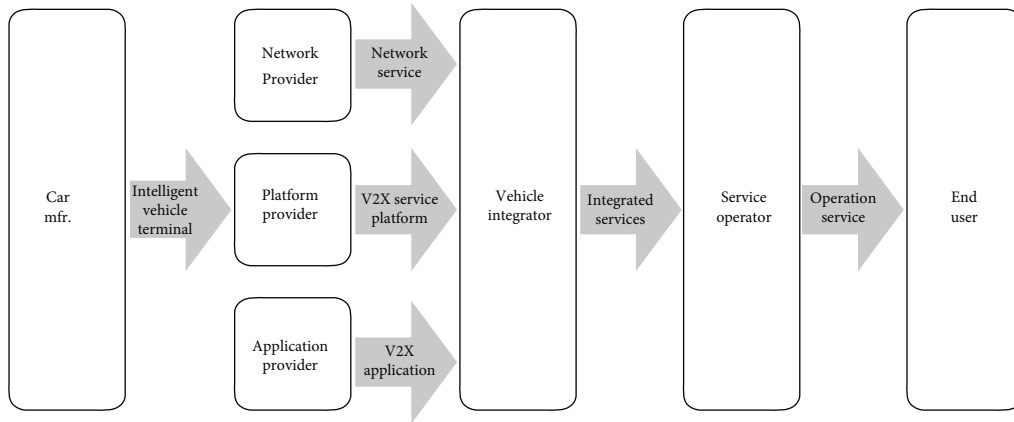 Car
mfr.
Intelligent
vehicle
terminal
Network
Provider
Platform
provider
Application
provider
Network
service
V2X service
platform
V2X
application
Vehicle
integrator
Integrated
services
Service
operator
Operation
service
End
user